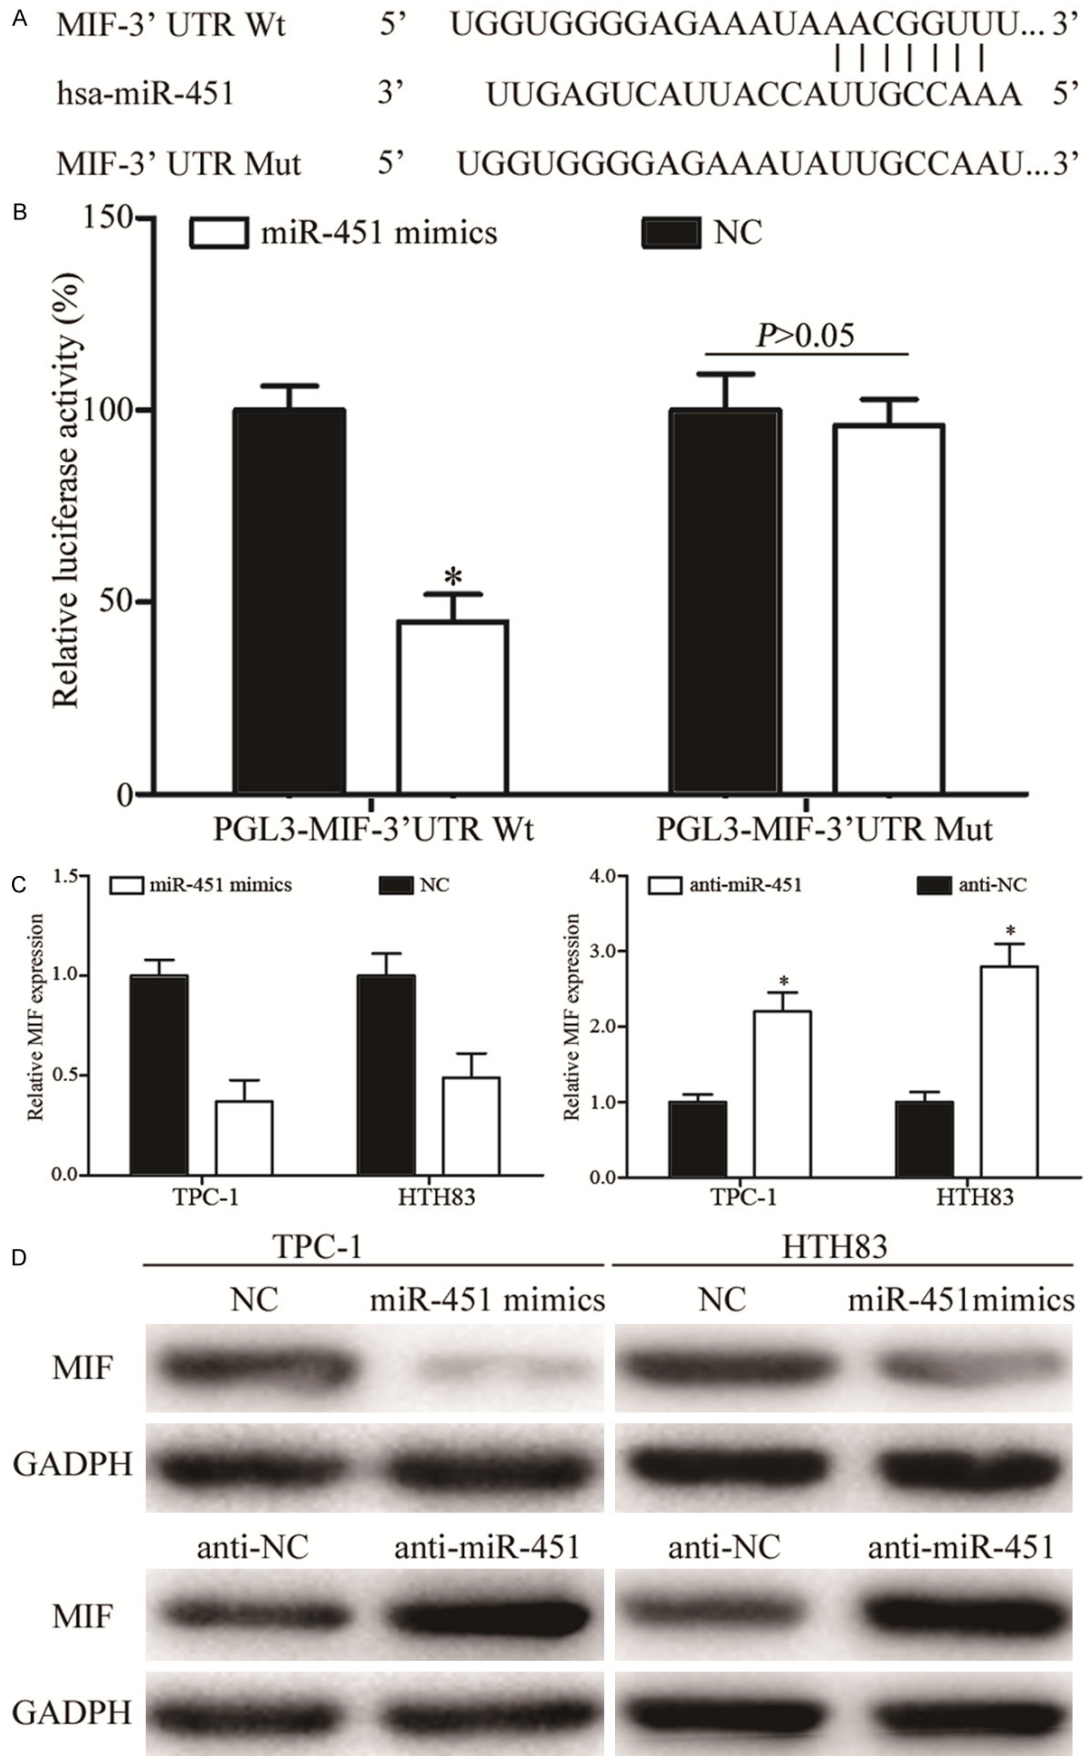 A
MIF-3’ UTR Wt 5’ UGGUGGGGAGAAAUAAACGGUUU... 3’
hsa-miR-451 3’ UUGAGUCAUUACCAUUGCCAAA 5’
MIF-3’ UTR Mut 5’ UGGUGGGGAGAAAUAUUGCCAAU...3’
B
miR-451 mimics NC
Relative luciferase activity (%)
150
100
50
0
P>0.05
*
PGL3-MIF-3’UTR Wt PGL3-MIF-3’UTR Mut
C
miR-451 mimics NC
Relative MIF expression
1.5
1.0
0.5
0.0
TPC-1 HTH83
anti-miR-451 anti-NC
Relative MIF expression
4.0
3.0
2.0
1.0
0.0
*
*
TPC-1 HTH83
D
TPC-1 HTH83
NC miR-451 mimics NC miR-451mimics
MIF
GADPH
anti-NC anti-miR-451 anti-NC anti-miR-451
MIF
GADPH